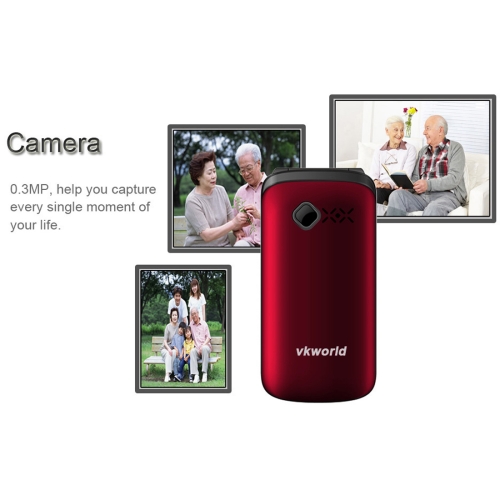 Camera
0.3MP, help you capture
every single moment of
your life.
vkworld